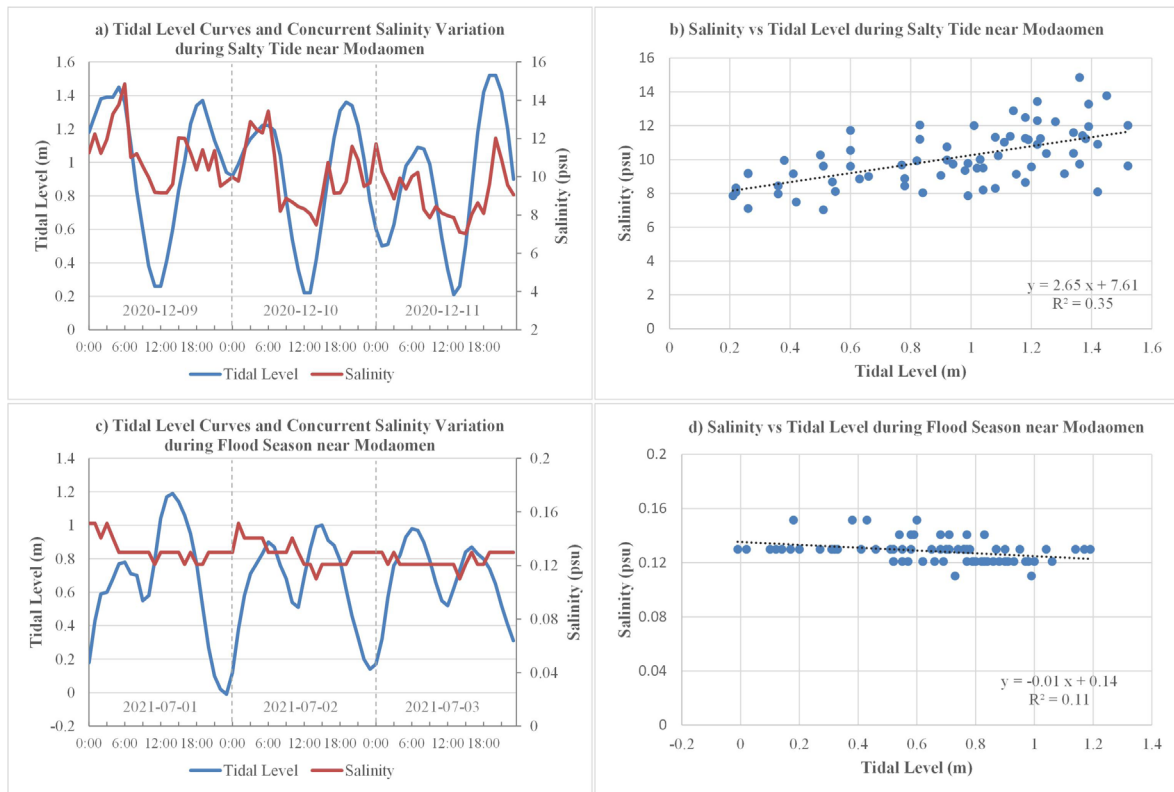 a) Tidal Level Curves and Concurrent Salinity Variation
during Salty Tide near Modaomen
1.6
1.4
1.2
1
0.8
0.6
0.4
0.2
0
Tidal Level (m)
16
14
12
10
8
6
4
2
Salinity (psu)
2020-12-09 2020-12-10 2020-12-11
0:00 6:00 12:00 18:00 0:00 6:00 12:00 18:00 0:00 6:00 12:00 18:00
Tidal Level Salinity
b) Salinity vs Tidal Level during Salty Tide near Modaomen
16
14
12
10
8
6
4
2
0
Salinity (psu)
y = 2.65 x + 7.61
R² = 0.35
0 0.2 0.4 0.6 0.8 1 1.2 1.4 1.6
Tidal Level (m)
c) Tidal Level Curves and Concurrent Salinity Variation
during Flood Season near Modaomen
1.4
1.2
1
0.8
0.6
0.4
0.2
0
-0.2
Tidal Level (m)
0.2
0.16
0.12
0.08
0.04
0
Salinity (psu)
2021-07-01 2021-07-02 2021-07-03
0:00 6:00 12:00 18:00 0:00 6:00 12:00 18:00 0:00 6:00 12:00 18:00
Tidal Level Salinity
d) Salinity vs Tidal Level during Flood Season near Modaomen
0.2
0.16
0.12
0.08
0.04
0
Salinity (psu)
y = -0.01 x + 0.14
R² = 0.11
-0.2 0 0.2 0.4 0.6 0.8 1 1.2 1.4
Tidal Level (m)